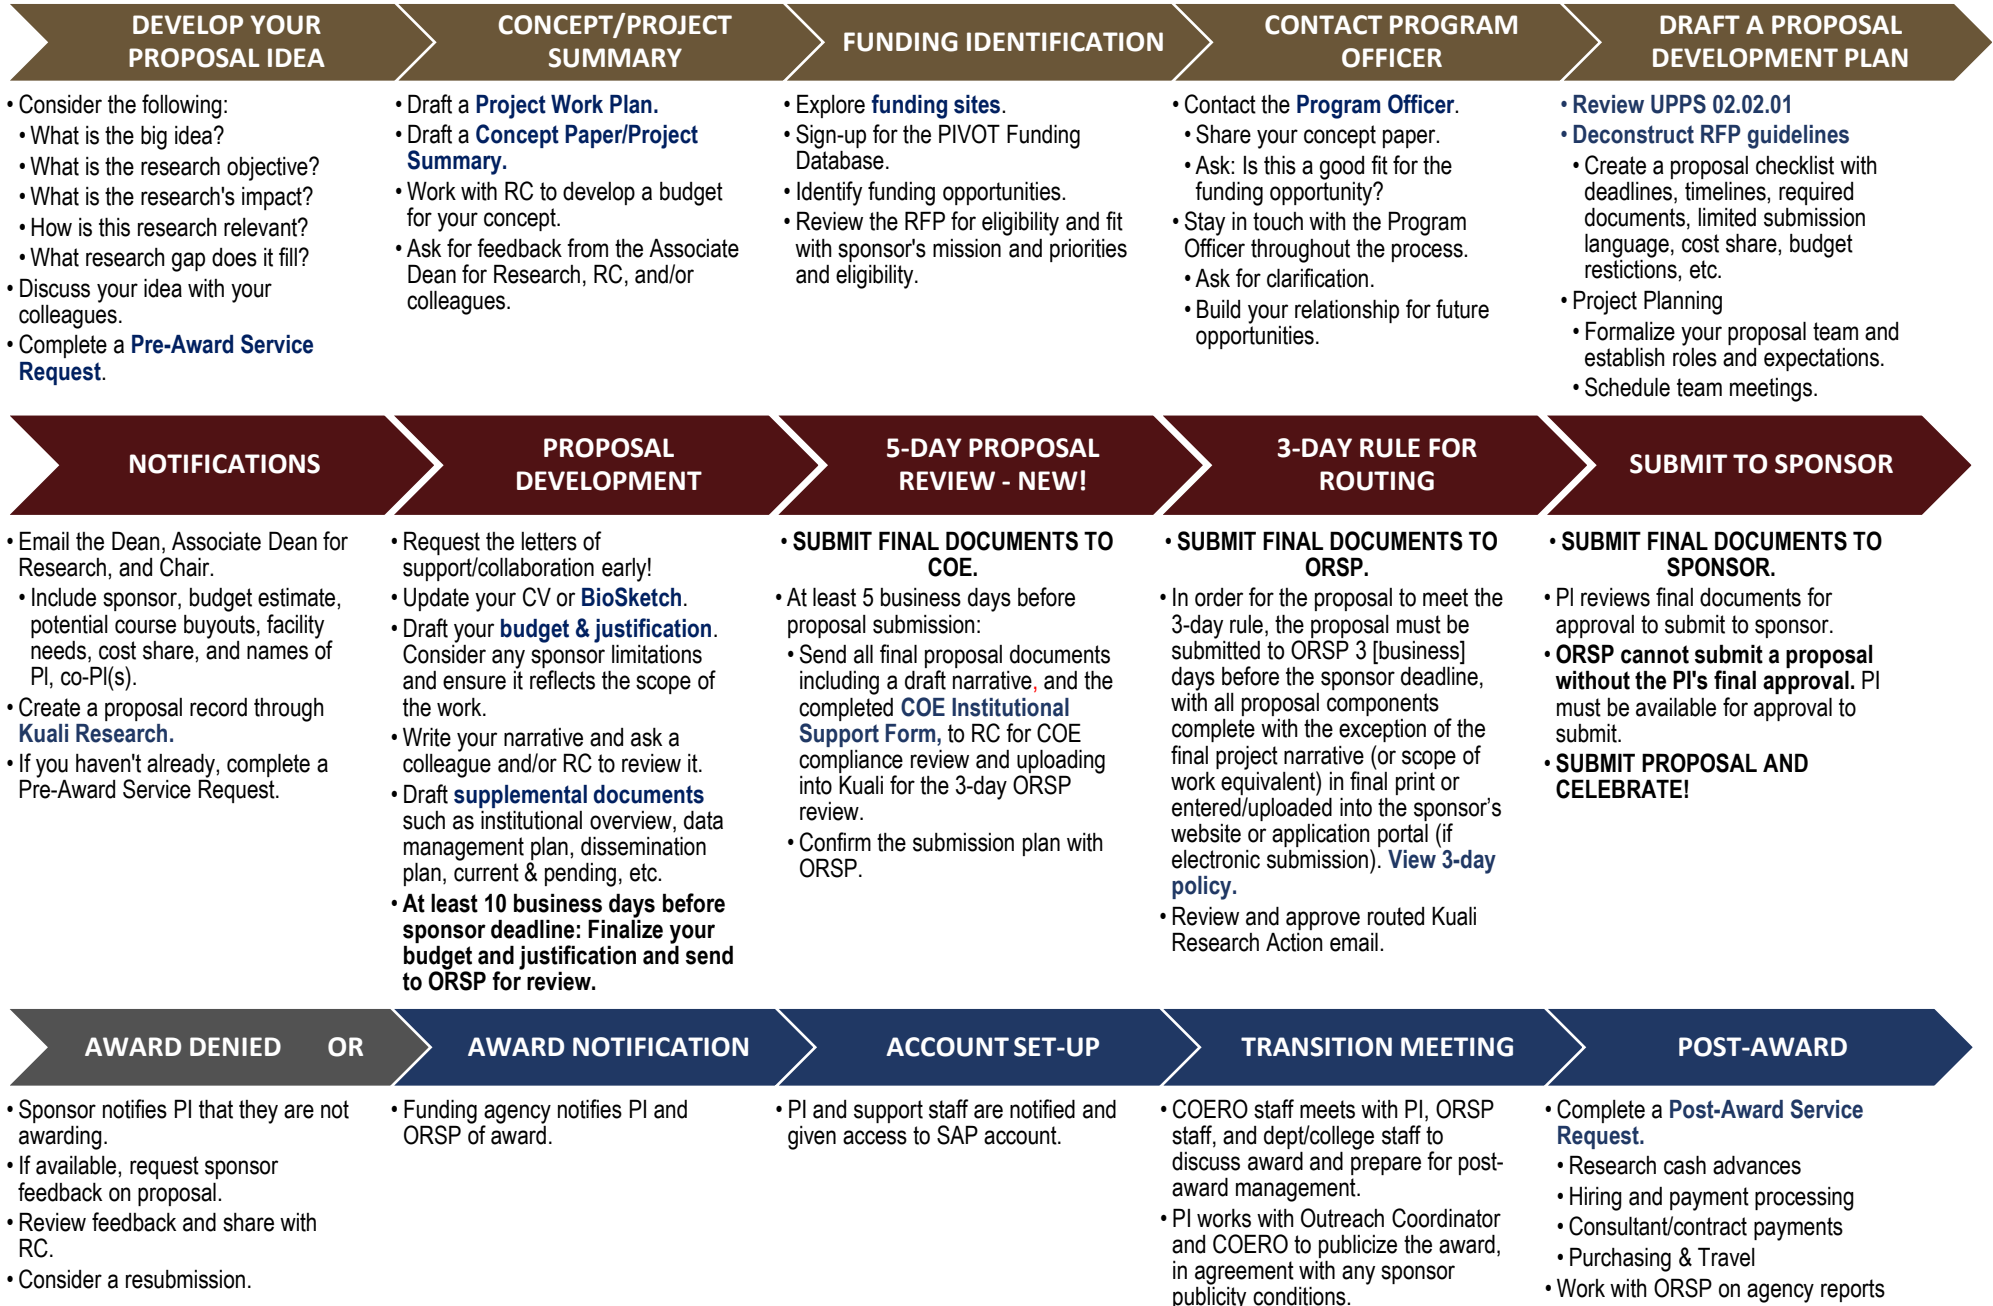 DEVELOP YOUR
PROPOSAL IDEA
• Consider the following:
• What is the big idea?
• What is the research objective?
• What is the research's impact?
• How is this research relevant?
• What research gap does it fill?
• Discuss your idea with your
colleagues.
• Complete a Pre-Award Service
Request.
CONCEPT/PROJECT
SUMMARY
• Draft a Project Work Plan.
• Draft a Concept Paper/Project
Summary.
• Work with RC to develop a budget
for your concept.
• Ask for feedback from the Associate
Dean for Research, RC, and/or
colleagues.
FUNDING IDENTIFICATION
• Explore funding sites.
• Sign-up for the PIVOT Funding
Database.
• Identify funding opportunities.
• Review the RFP for eligibility and fit
with sponsor's mission and priorities
and eligibility.
CONTACT PROGRAM
OFFICER
• Contact the Program Officer.
• Share your concept paper.
• Ask: Is this a good fit for the
funding opportunity?
• Stay in touch with the Program
Officer throughout the process.
• Ask for clarification.
• Build your relationship for future
opportunities.
DRAFT A PROPOSAL
DEVELOPMENT PLAN
• Review UPPS 02.02.01
• Deconstruct RFP guidelines
• Create a proposal checklist with
deadlines, timelines, required
documents, limited submission
language, cost share, budget
restictions, etc.
• Project Planning
• Formalize your proposal team and
establish roles and expectations.
• Schedule team meetings.
NOTIFICATIONS
• Email the Dean, Associate Dean for
Research, and Chair.
• Include sponsor, budget estimate,
potential course buyouts, facility
needs, cost share, and names of
PI, co-PI(s).
• Create a proposal record through
Kuali Research.
• If you haven't already, complete a
Pre-Award Service Request.
PROPOSAL
DEVELOPMENT
• Request the letters of
support/collaboration early!
• Update your CV or BioSketch.
• Draft your budget & justification.
Consider any sponsor limitations
and ensure it reflects the scope of
the work.
• Write your narrative and ask a
colleague and/or RC to review it.
• Draft supplemental documents
such as institutional overview, data
management plan, dissemination
plan, current & pending, etc.
• At least 10 business days before
sponsor deadline: Finalize your
budget and justification and send
to ORSP for review.
5-DAY PROPOSAL
REVIEW - NEW!
• SUBMIT FINAL DOCUMENTS TO
COE.
• At least 5 business days before
proposal submission:
• Send all final proposal documents
including a draft narrative, and the
completed COE Institutional
Support Form, to RC for COE
compliance review and uploading
into Kuali for the 3-day ORSP
review.
• Confirm the submission plan with
ORSP.
3-DAY RULE FOR
ROUTING
• SUBMIT FINAL DOCUMENTS TO
ORSP.
• In order for the proposal to meet the
3-day rule, the proposal must be
submitted to ORSP 3 [business]
days before the sponsor deadline,
with all proposal components
complete with the exception of the
final project narrative (or scope of
work equivalent) in final print or
entered/uploaded into the sponsor’s
website or application portal (if
electronic submission). View 3-day
policy.
• Review and approve routed Kuali
Research Action email.
SUBMIT TO SPONSOR
• SUBMIT FINAL DOCUMENTS TO
SPONSOR.
• PI reviews final documents for
approval to submit to sponsor.
• ORSP cannot submit a proposal
without the PI's final approval. PI
must be available for approval to
submit.
• SUBMIT PROPOSAL AND
CELEBRATE!
AWARD DENIED OR
• Sponsor notifies PI that they are not
awarding.
• If available, request sponsor
feedback on proposal.
• Review feedback and share with
RC.
• Consider a resubmission.
AWARD NOTIFICATION
• Funding agency notifies PI and
ORSP of award.
ACCOUNT SET-UP
• PI and support staff are notified and
given access to SAP account.
TRANSITION MEETING
• COERO staff meets with PI, ORSP
staff, and dept/college staff to
discuss award and prepare for post-
award management.
• PI works with Outreach Coordinator
and COERO to publicize the award,
in agreement with any sponsor
publicity conditions.
POST-AWARD
• Complete a Post-Award Service
Request.
• Research cash advances
• Hiring and payment processing
• Consultant/contract payments
• Purchasing & Travel
• Work with ORSP on agency reports